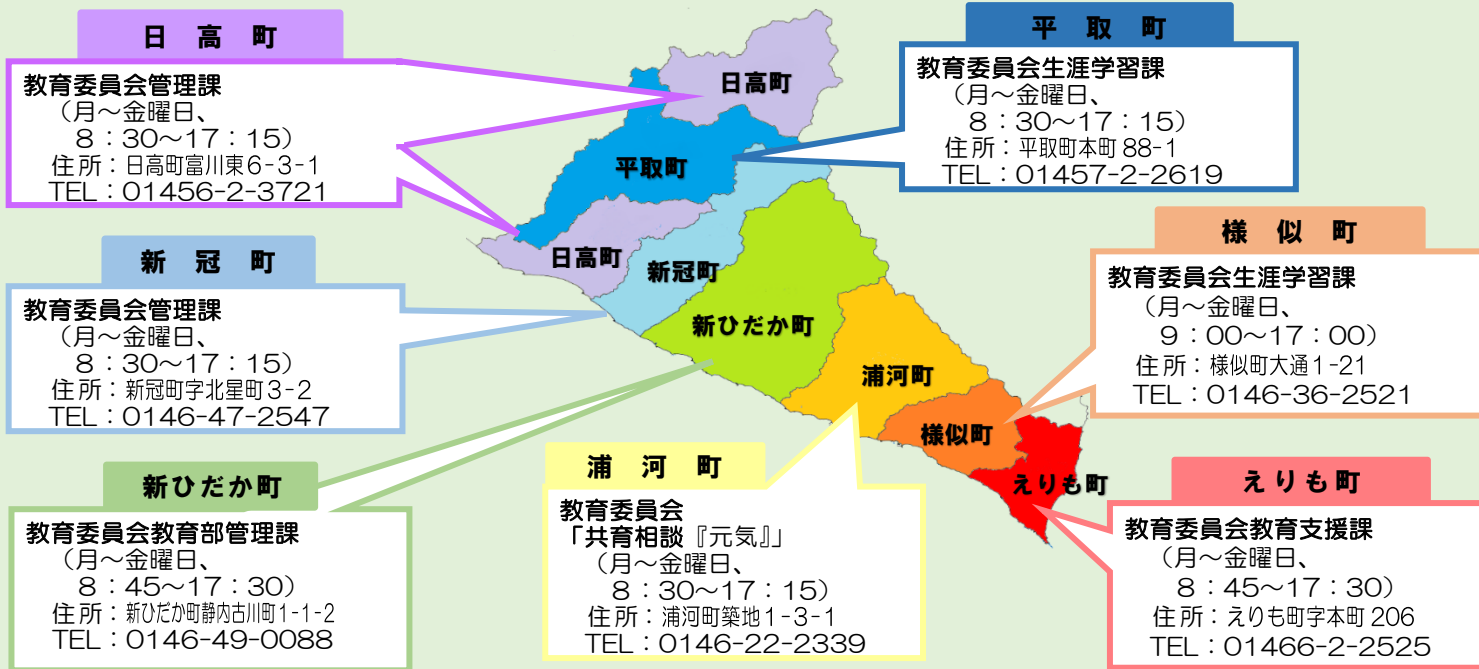 日 高 町
教育委員会管理課
（月～金曜日、
8：30～17：15）
住所：日高町富川東6-3-1
TEL：01456-2-3721
平 取 町
教育委員会生涯学習課
（月～金曜日、
8：30～17：15）
住所：平取町本町88-1
TEL：01457-2-2619
日高町
平取町
日高町
新冠町
新ひだか町
浦河町
様似町
えりも町
新 冠 町
教育委員会管理課
（月～金曜日、
8：30～17：15）
住所：新冠町字北星町3-2
TEL：0146-47-2547
様 似 町
教育委員会生涯学習課
（月～金曜日、
9：00～17：00）
住所：様似町大通1-21
TEL：0146-36-2521
新ひだか町
教育委員会教育部管理課
（月～金曜日、
8：45～17：30）
住所：新ひだか町静内古川町1-1-2
TEL：0146-49-0088
浦 河 町
教育委員会
「共育相談『元気』」
（月～金曜日、
8：30～17：15）
住所：浦河町築地1-3-1
TEL：0146-22-2339
えりも町
教育委員会教育支援課
（月～金曜日、
8：45～17：30）
住所：えりも町字本町206
TEL：01466-2-2525